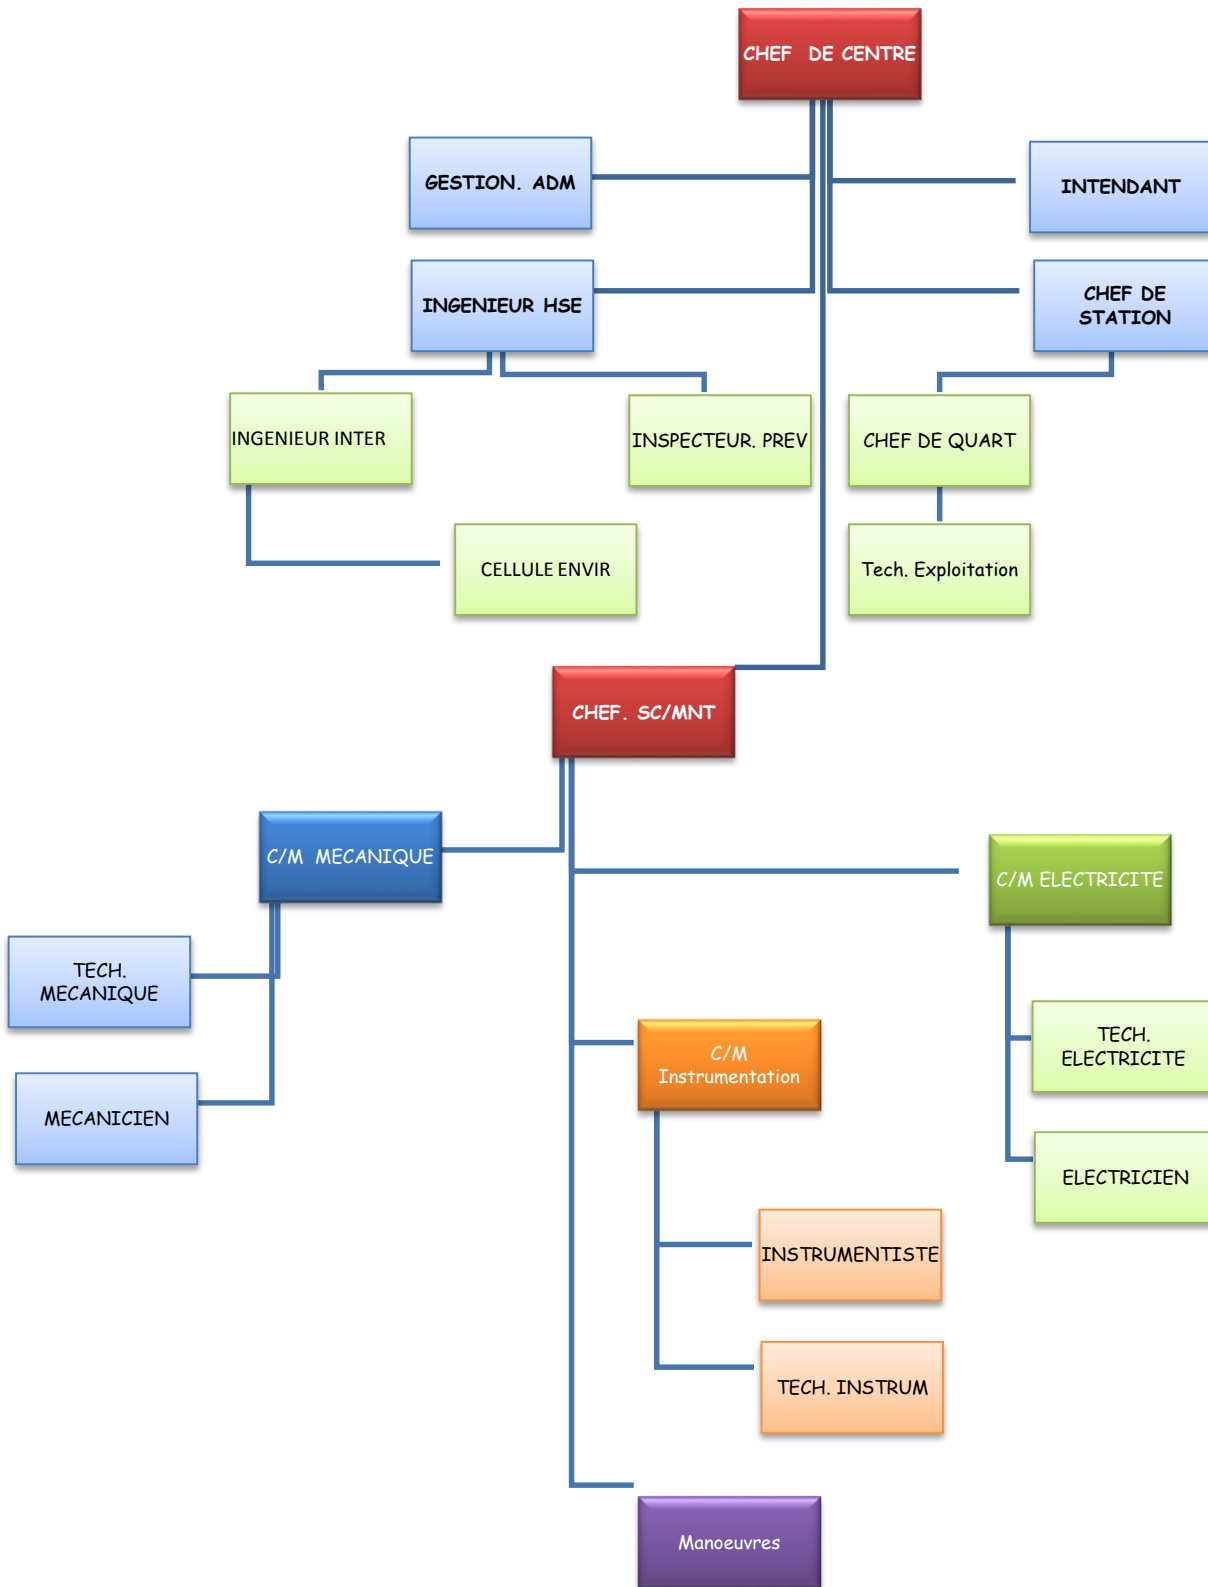 CHEF DE CENTRE
GESTION. ADM
INTENDANT
INGENIEUR HSE
CHEF DE
STATION
INGENIEUR INTER
INSPECTEUR. PREV
CHEF DE QUART
CELLULE ENVIR
Tech. Exploitation
CHEF. SC/MNT
C/M MECANIQUE
C/M ELECTRICITE
TECH.
MECANIQUE
TECH.
ELECTRICITE
C/M
Instrumentation
MECANICIEN
ELECTRICIEN
INSTRUMENTISTE
TECH. INSTRUM
Manoeuvres